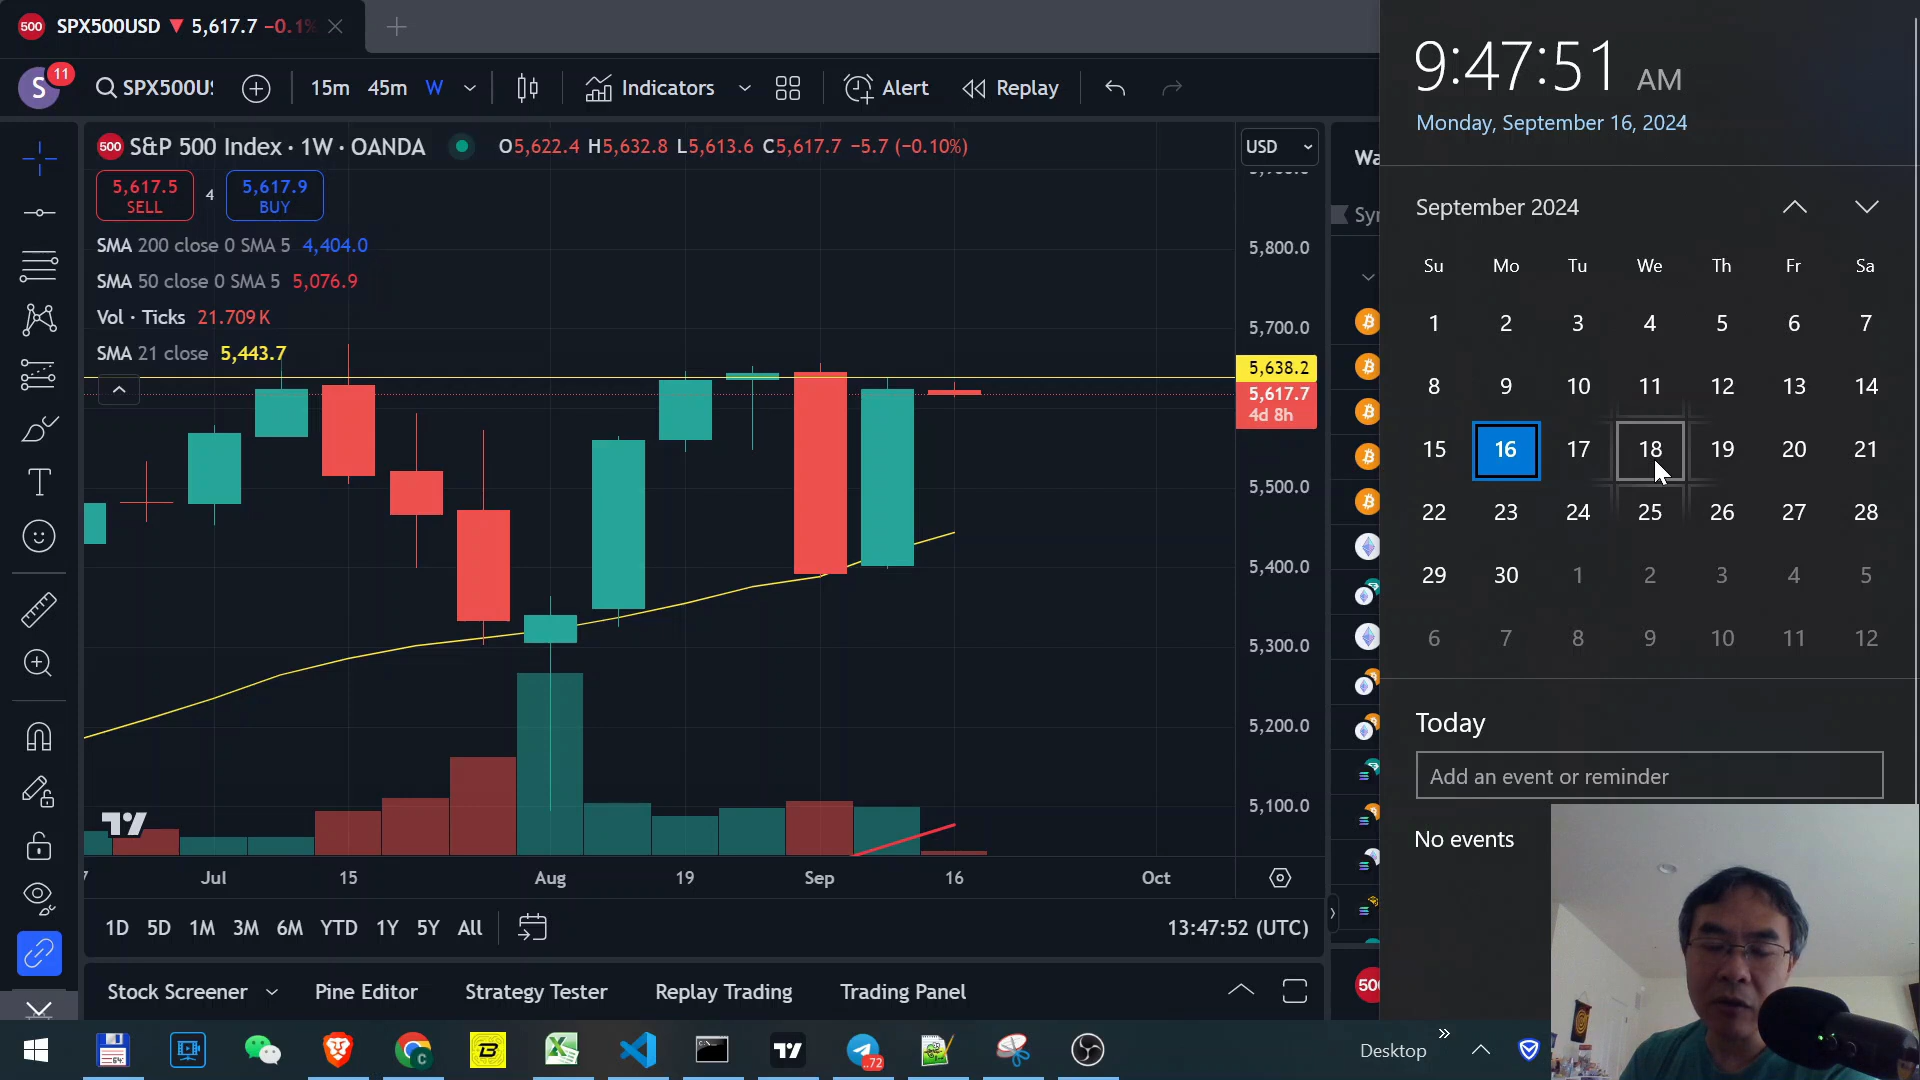 500 SPX500USD ▼ 5,617.7 −0.1%
S 11 SPX500US 15m 45m W Indicators Alert Replay
500 S&P 500 Index · 1W · OANDA O5,622.4 H5,632.8 L5,613.6 C5,617.7 −5.7 (−0.10%)
USD
5,617.5 SELL 4 5,617.9 BUY
SMA 200 close 0 SMA 5 4,404.0
SMA 50 close 0 SMA 5 5,076.9
Vol · Ticks 21.709 K
SMA 21 close 5,443.7
5,800.0
5,700.0
5,638.2
5,617.7
4d 8h
5,500.0
5,400.0
5,300.0
5,200.0
5,100.0
Jul 15 Aug 19 Sep 16 Oct
1D 5D 1M 3M 6M YTD 1Y 5Y All 13:47:52 (UTC)
Stock Screener Pine Editor Strategy Tester Replay Trading Trading Panel
Wa
Syn
500
9:47:51 AM
Monday, September 16, 2024
September 2024
Su Mo Tu We Th Fr Sa
1 2 3 4 5 6 7
8 9 10 11 12 13 14
15 16 17 18 19 20 21
22 23 24 25 26 27 28
29 30 1 2 3 4 5
6 7 8 9 10 11 12
Today
Add an event or reminder
No events
64
C
B
..72
Desktop »